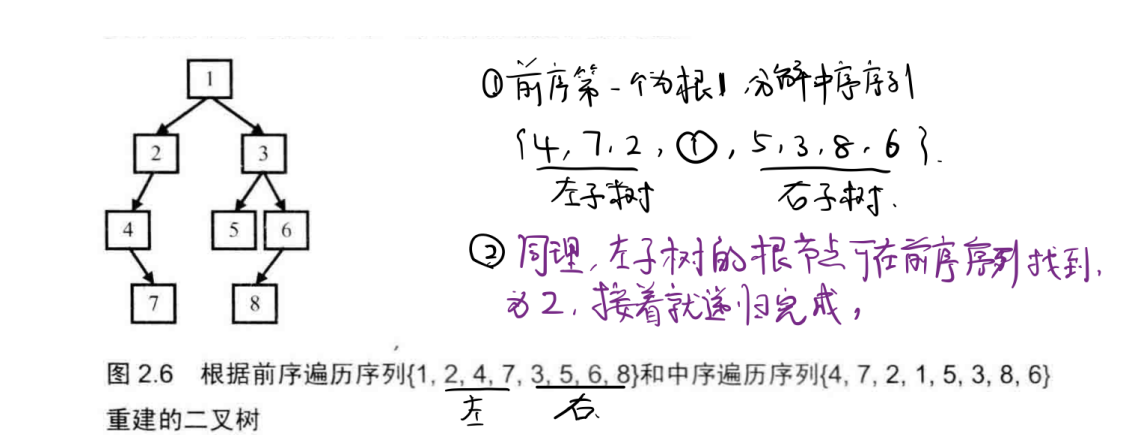 1
2
3
4
5
6
7
8
①前序第一个为根1,分解中序序列
{4,7,2,①,5,3,8,6}.
左子树 右子树.
②同理,左子树的根节点可在前序序列找到,
为2,接着就递归完成,
图 2.6 根据前序遍历序列{1, 2, 4, 7, 3, 5, 6, 8}和中序遍历序列{4, 7, 2, 1, 5, 3, 8, 6}
左 右.
重建的二叉树